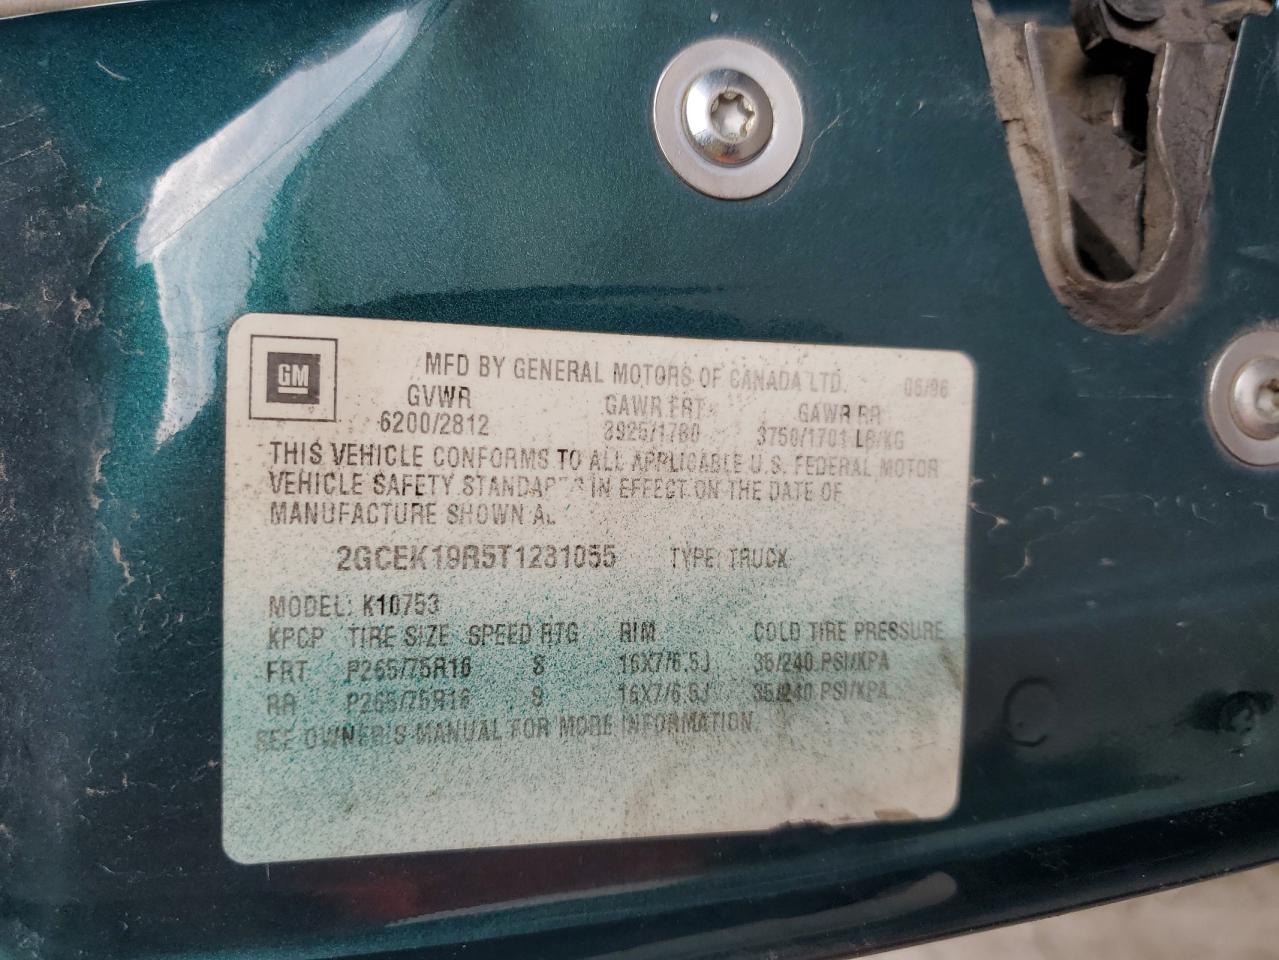 GM
MFD BY GENERAL MOTORS OF CANADA LTD. 06/96
GVWR GAWR FRT GAWR RR
6200/2812 3925/1780 3750/1701 LB/KG
THIS VEHICLE CONFORMS TO ALL APPLICABLE U.S. FEDERAL MOTOR
VEHICLE SAFETY STANDARDS IN EFFECT ON THE DATE OF
MANUFACTURE SHOWN
2GCEK19R5T1231055 TYPE: TRUCK
MODEL: K10753
KPCP TIRE SIZE SPEED RTG RIM COLD TIRE PRESSURE
FRT P265/75R16 S 16X7/6.5J 35/240 PSI/KPA
RR P265/75R16 S 16X7/6.5J 35/240 PSI/KPA
SEE OWNER'S MANUAL FOR MORE INFORMATION.